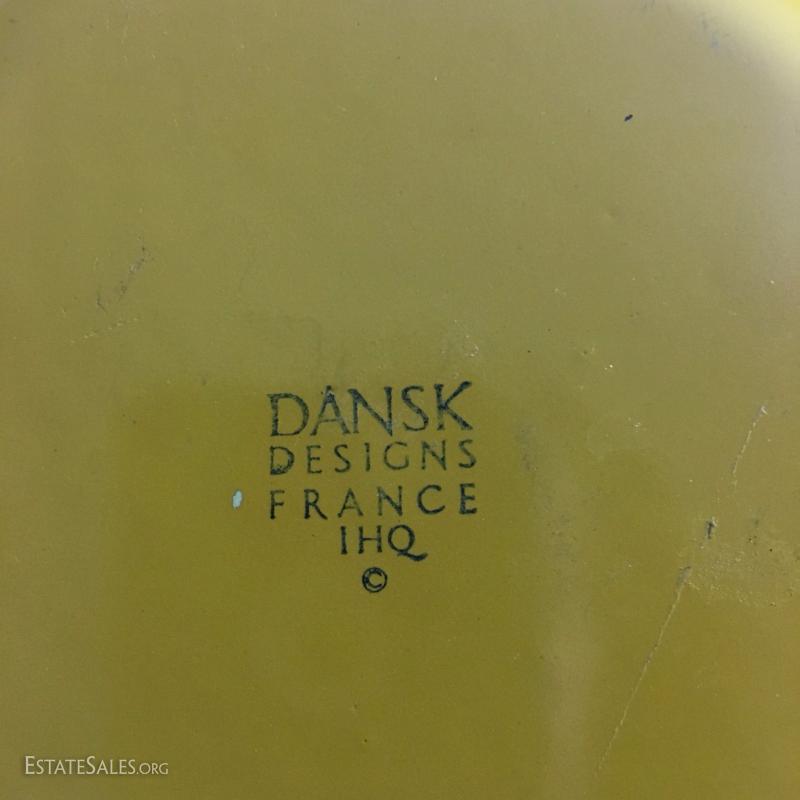 DANSK
DESIGNS
FRANCE
IHQ
©
ESTATESALES.ORG